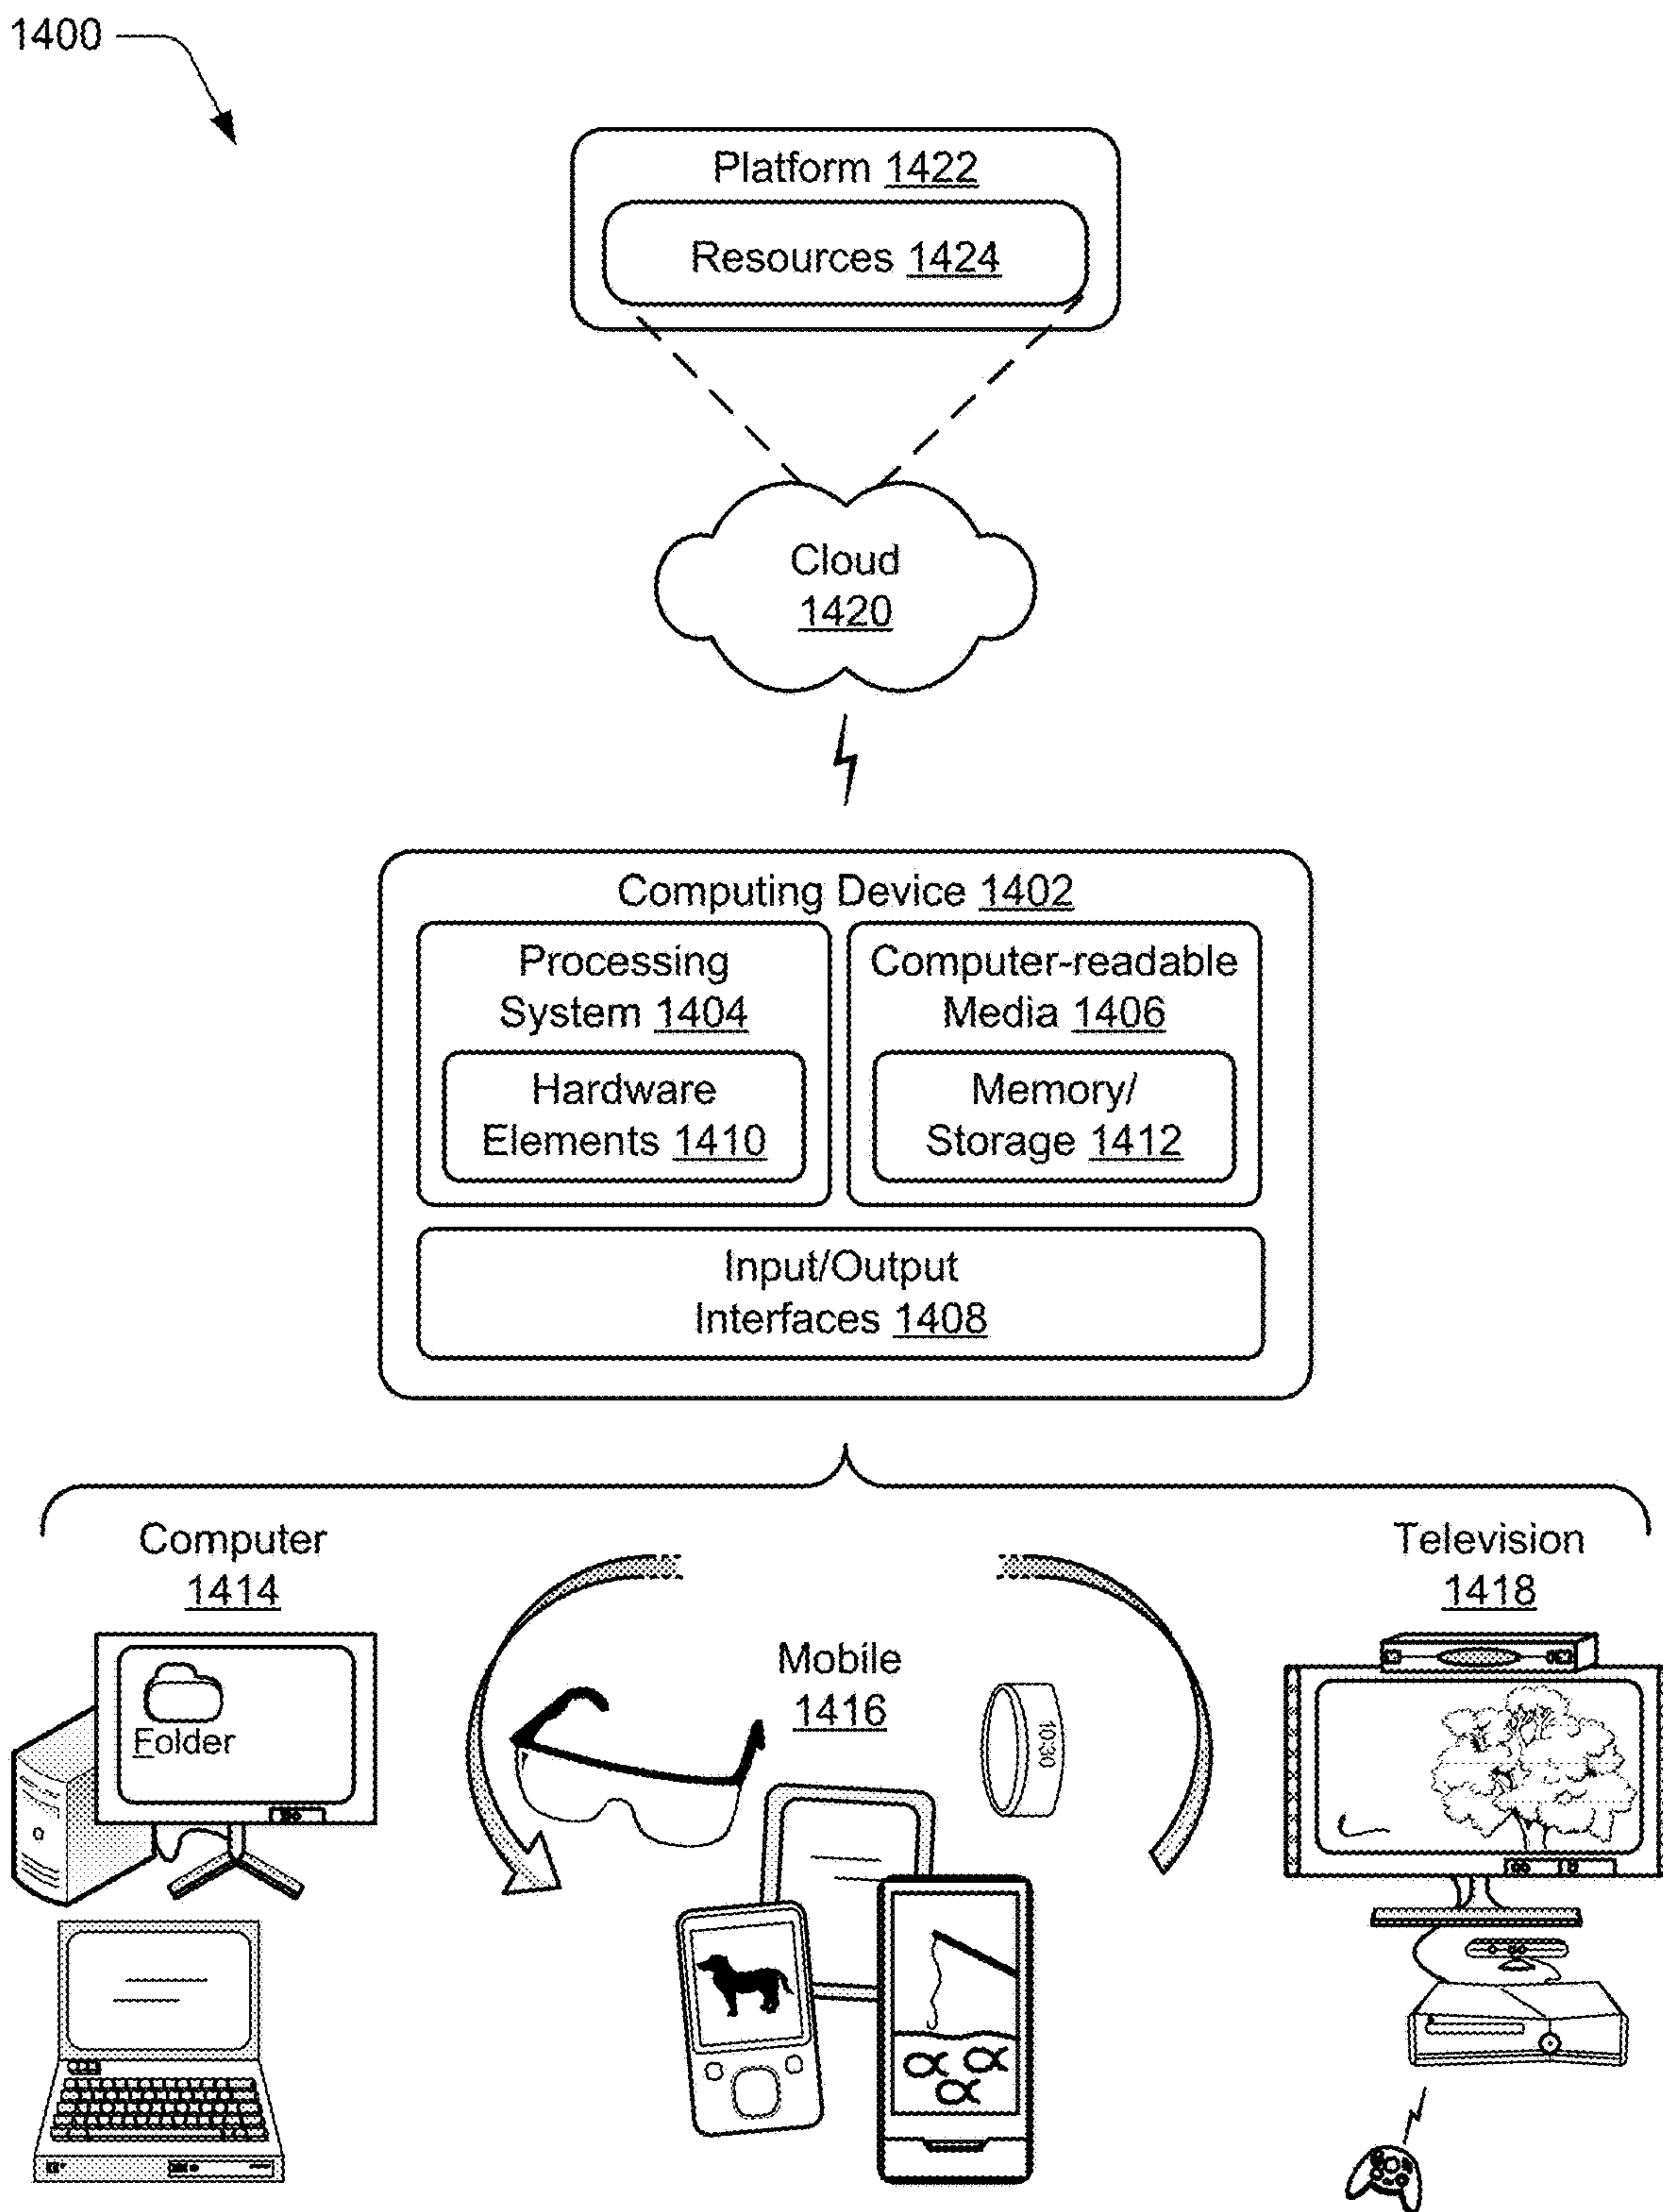 1400
Platform 1422
Resources 1424
Cloud
1420
Computing Device 1402
Processing
System 1404
Computer-readable
Media 1406
Hardware
Elements 1410
Memory/
Storage 1412
Input/Output
Interfaces 1408
Computer
1414
Television
1418
Mobile
1416
Folder
10:30